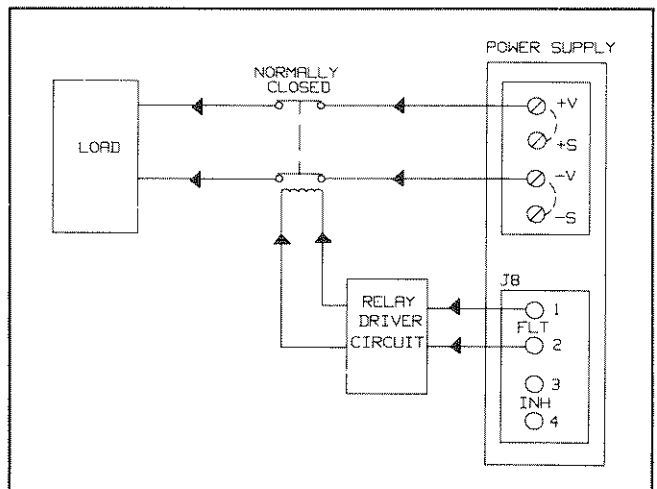 POWER SUPPLY
NORMALLY
CLOSED
LOAD
+V
+S
-V
-S
J8
RELAY
DRIVER
CIRCUIT
1
FLT
2
3
INH
4